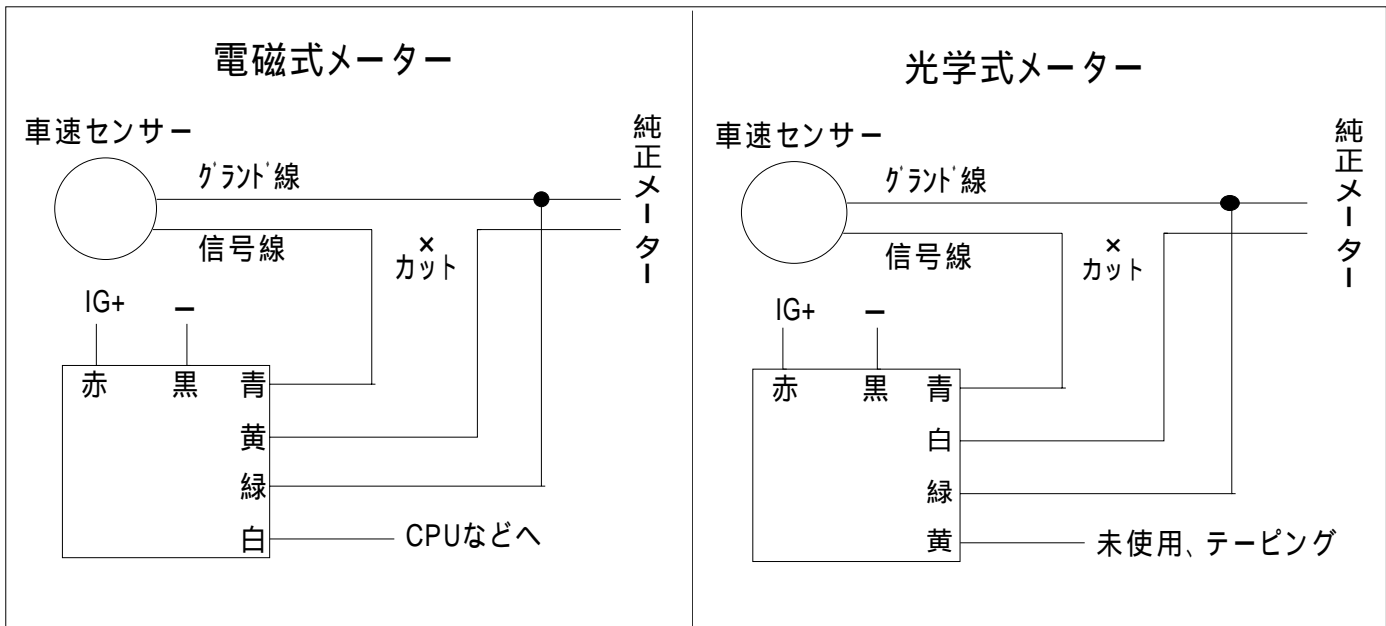 電磁式メーター
車速センサー
グランド線
信号線
×
カット
純正メーター
IG+
ー
赤
黒
青
黄
緑
白
CPUなどへ
光学式メーター
車速センサー
グランド線
信号線
×
カット
純正メーター
IG+
ー
赤
黒
青
白
緑
黄
未使用、テーピング